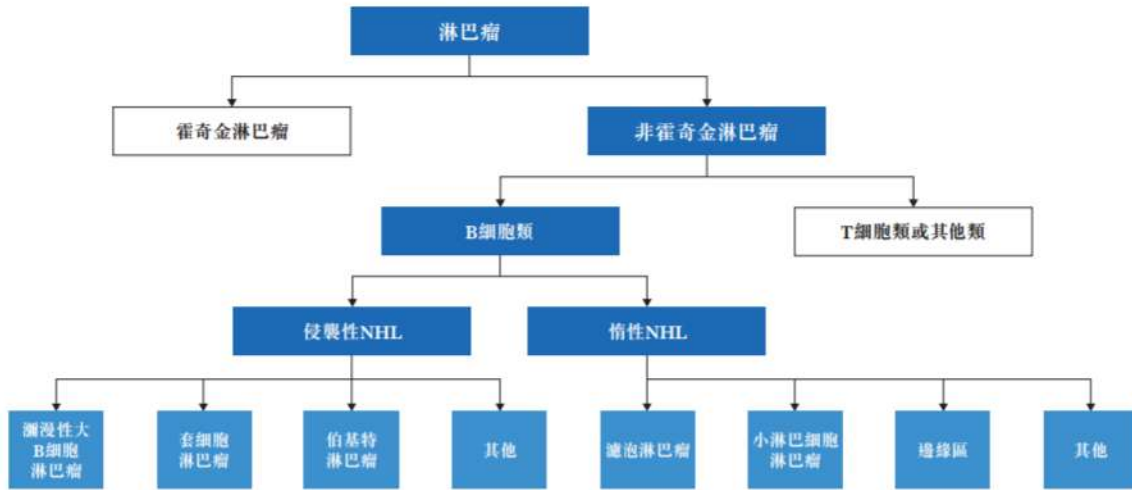 淋巴瘤
霍奇金淋巴瘤
非霍奇金淋巴瘤
B細胞類
T細胞類或其他類
侵襲性NHL
惰性NHL
瀰漫性大
B細胞
淋巴瘤
套細胞
淋巴瘤
伯基特
淋巴瘤
其他
濾泡淋巴瘤
小淋巴細胞
淋巴瘤
邊緣區
其他